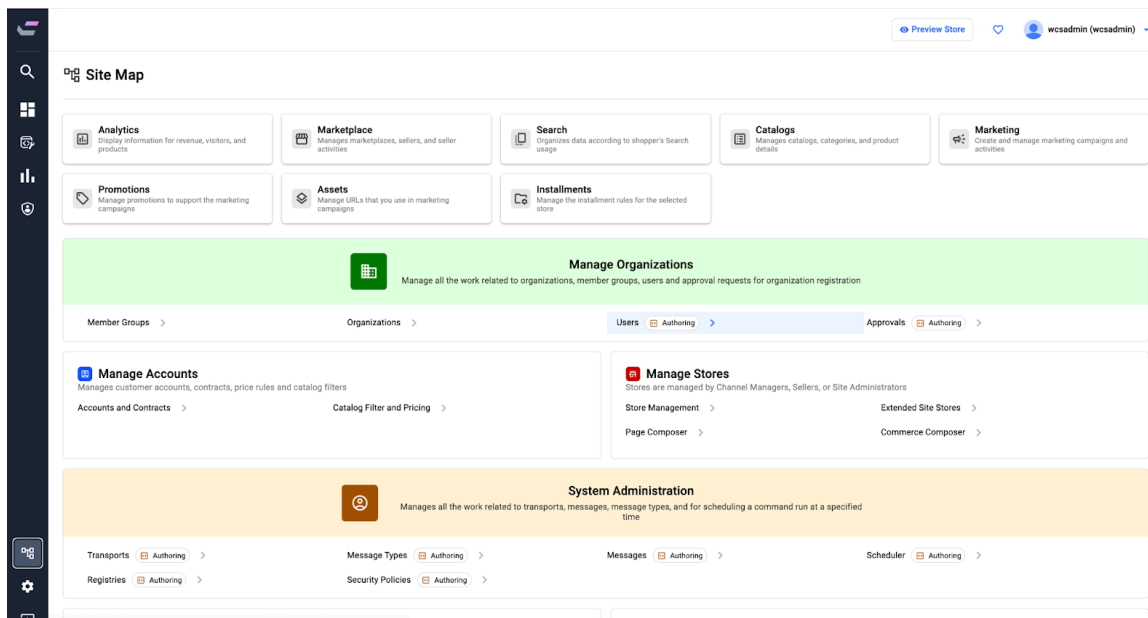 Preview Store
wcsadmin (wcsadmin)
Site Map
Analytics
Display information for revenue, visitors, and
products
Marketplace
Manages marketplaces, sellers, and seller
activities
Search
Organizes data according to shopper's Search
usage
Catalogs
Manages catalogs, categories, and product
details
Marketing
Create and manage marketing campaigns and
activities
Promotions
Manage promotions to support the marketing
campaigns
Assets
Manage URLs that you use in marketing
campaigns
Installments
Manage the installment rules for the selected
store
Manage Organizations
Manage all the work related to organizations, member groups, users and approval requests for organization registration
Member Groups
Organizations
Users Authoring
Approvals Authoring
Manage Accounts
Manages customer accounts, contracts, price rules and catalog filters
Accounts and Contracts
Catalog Filter and Pricing
Manage Stores
Stores are managed by Channel Managers, Sellers, or Site Administrators
Store Management
Extended Site Stores
Page Composer
Commerce Composer
System Administration
Manages all the work related to transports, messages, message types, and for scheduling a command run at a specified
time
Transports Authoring
Message Types Authoring
Messages Authoring
Scheduler Authoring
Registries Authoring
Security Policies Authoring